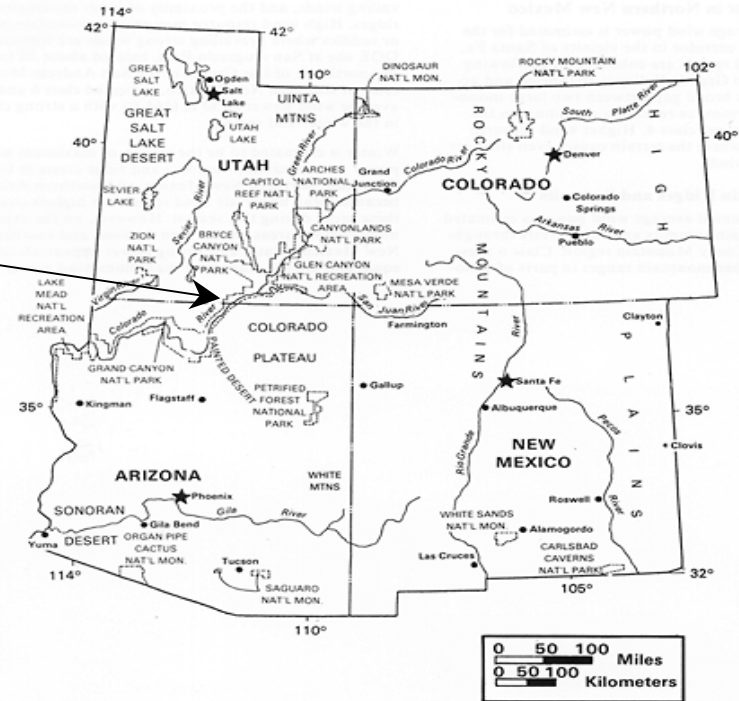 114°
42°
42°
GREAT
SALT
LAKE
Ogden
Salt
Lake
City
GREAT
SALT
LAKE
DESERT
UTAH
LAKE
110°
UINTA
MTNS
DINOSAUR
NAT'L MON.
ROCKY MOUNTAIN
NAT'L PARK
102°
South Platte River
40°
40°
Green River
ROCKY
MOUNTAINS
HIGH
PLAINS
UTAH
CAPITOL
REEF NAT'L
PARK
ARCHES
NATIONAL
PARK
Grand
Junction
Colorado River
COLORADO
Denver
Colorado
Springs
Arkansas River
Pueblo
SEVIER
LAKE
Sevier River
ZION
NAT'L
PARK
BRYCE
CANYON
NAT'L
PARK
CANYONLANDS
NAT'L PARK
GLEN CANYON
NAT'L RECREATION
AREA
MESA VERDE
NAT'L PARK
San Juan River
Farmington
LAKE
MEAD
NAT'L
RECREATION
AREA
Virgin River
Colorado River
GRAND CANYON
NAT'L PARK
PAINTED DESERT
COLORADO
PLATEAU
Clayton
River
PETRIFIED
FOREST
NATIONAL
PARK
Gallup
Santa Fe
35°
Kingman
Flagstaff
Albuquerque
35°
Rio Grande
Pecos River
Clovis
NEW
MEXICO
ARIZONA
WHITE
MTNS
Phoenix
SONORAN
DESERT
Gila River
Gila Bend
Yuma
ORGAN PIPE
CACTUS
NAT'L MON.
Roswell
WHITE SANDS
NAT'L MON.
Alamogordo
Las Cruces
CARLSBAD
CAVERNS
NAT'L PARK
114°
Tucson
SAGUARO
NAT'L MON.
32°
105°
110°
0 50 100
Miles
0 50 100
Kilometers